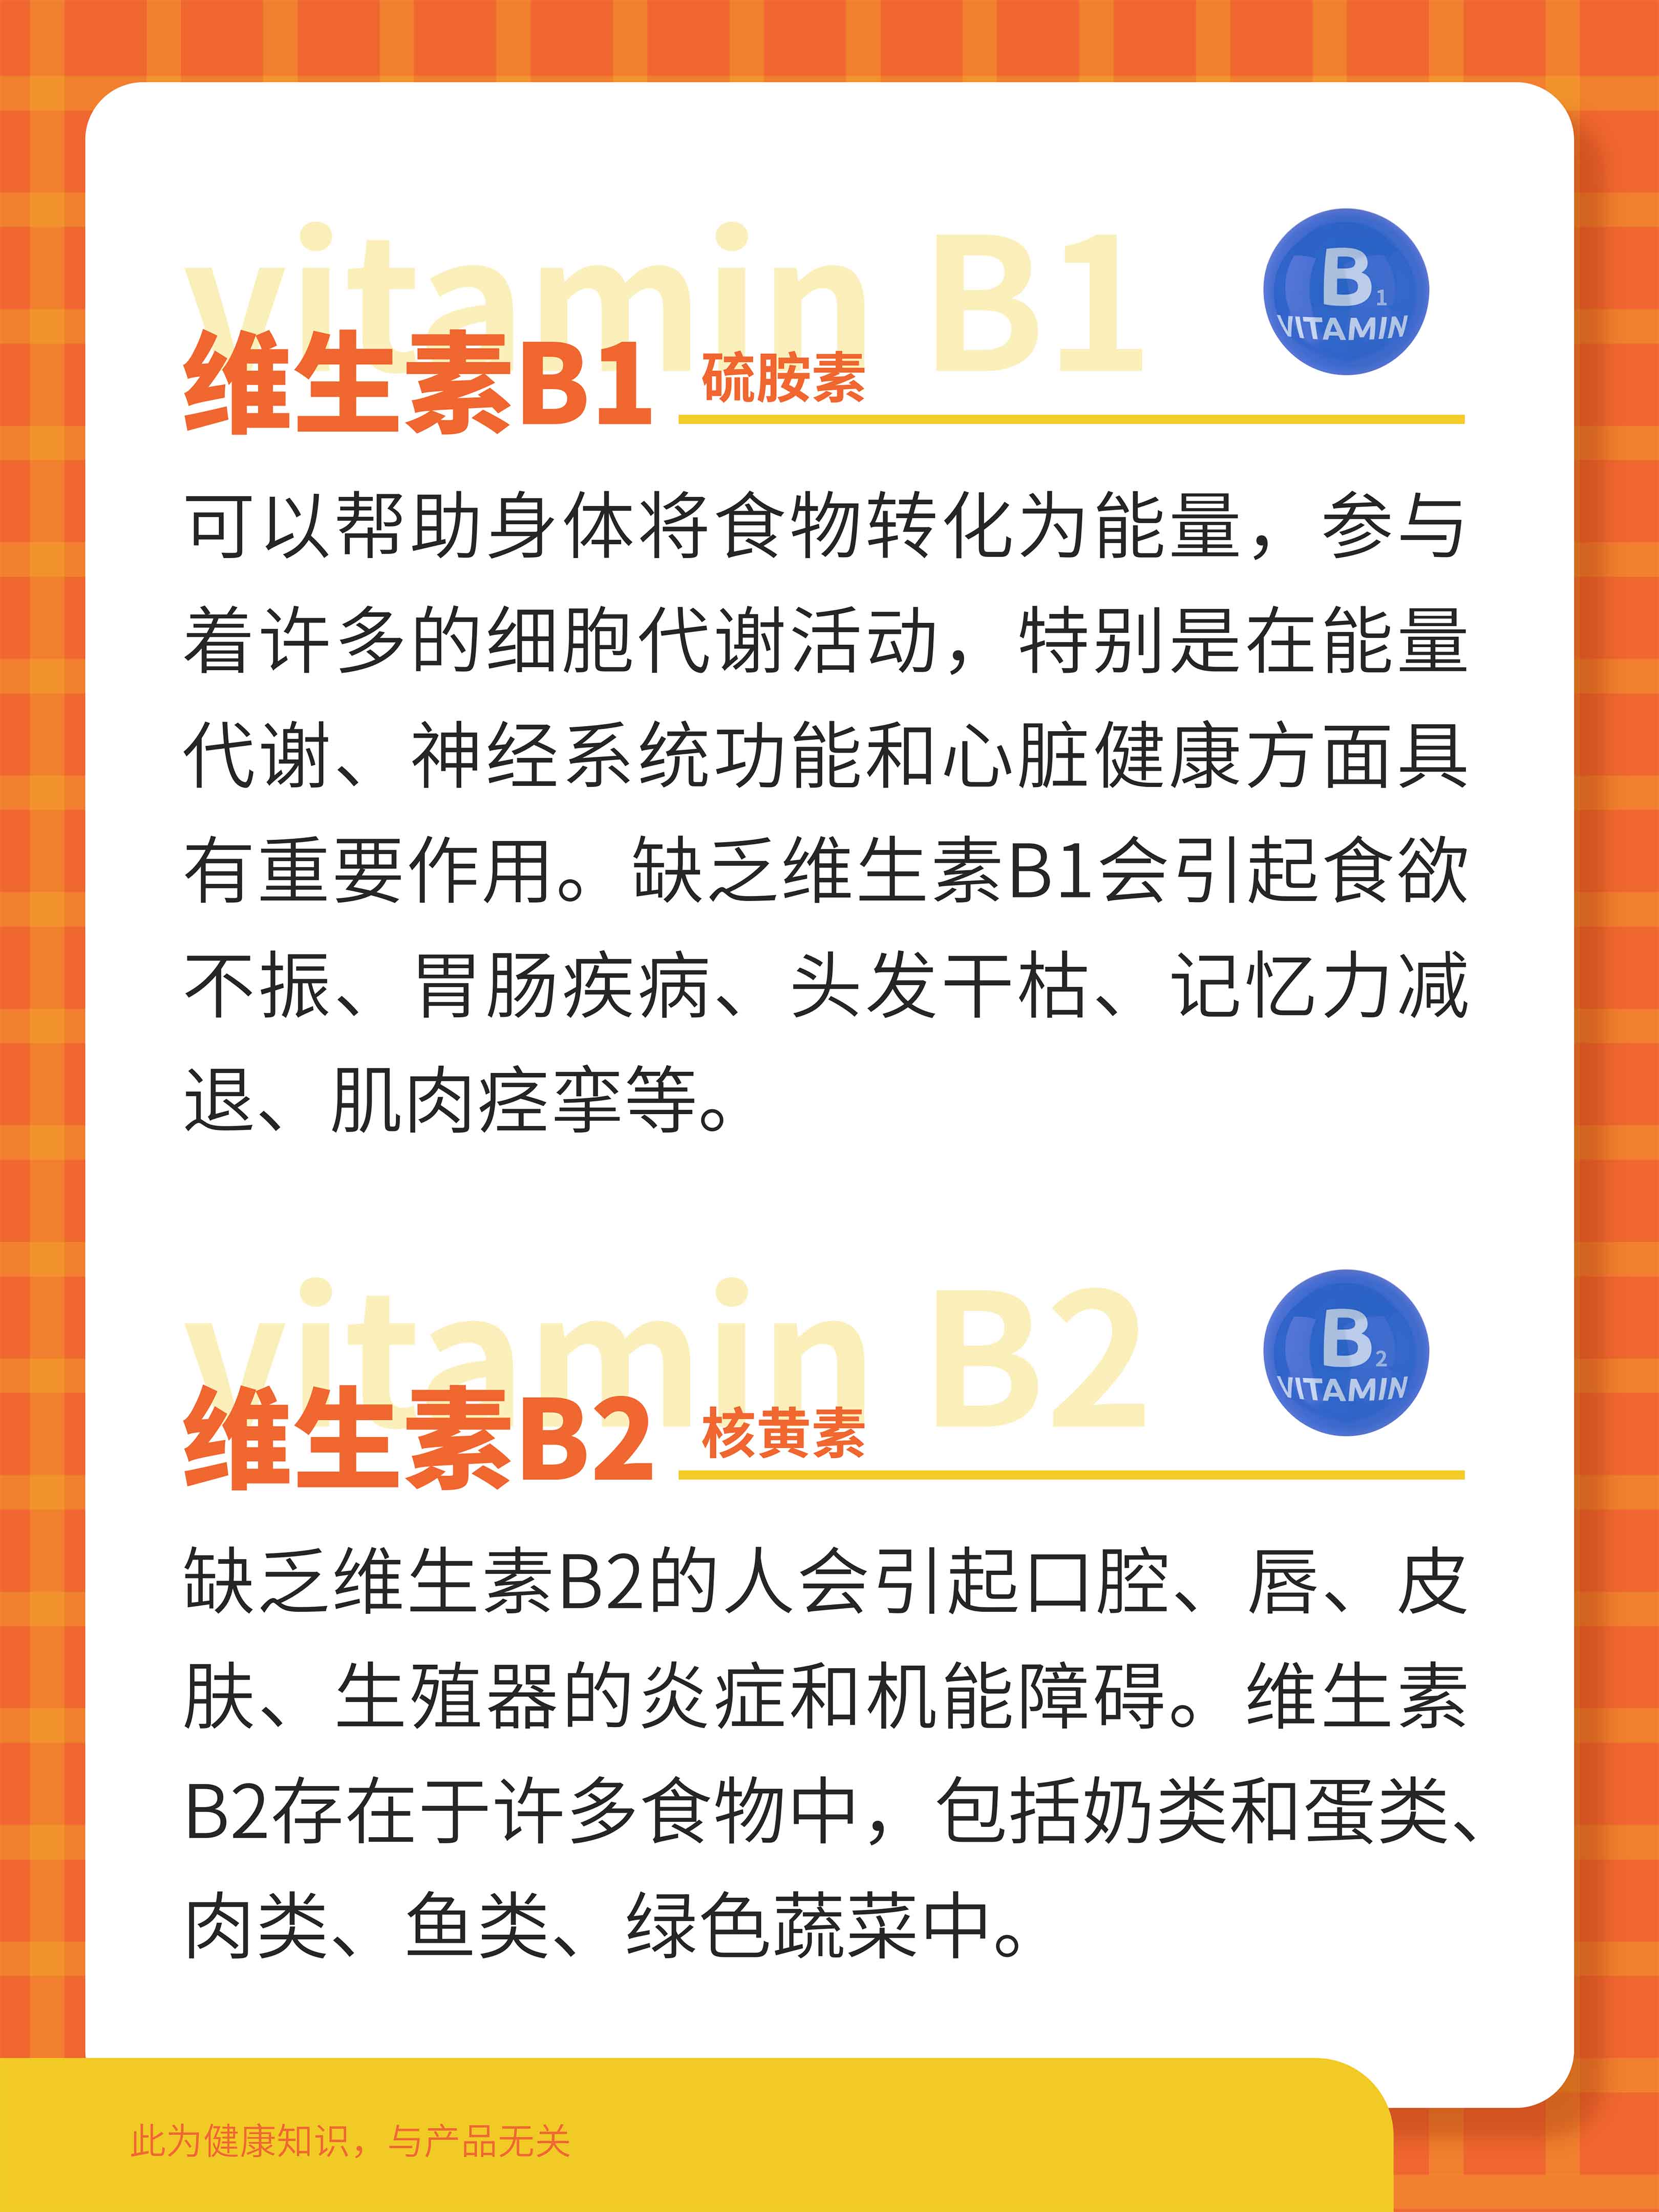 vitamin B1
B1
VITAMIN
维生素B1 硫胺素
可以帮助身体将食物转化为能量，参与
着许多的细胞代谢活动，特别是在能量
代谢、神经系统功能和心脏健康方面具
有重要作用。缺乏维生素B1会引起食欲
不振、胃肠疾病、头发干枯、记忆力减
退、肌肉痉挛等。
vitamin B2
B2
VITAMIN
维生素B2 核黄素
缺乏维生素B2的人会引起口腔、唇、皮
肤、生殖器的炎症和机能障碍。维生素
B2存在于许多食物中，包括奶类和蛋类、
肉类、鱼类、绿色蔬菜中。
此为健康知识，与产品无关